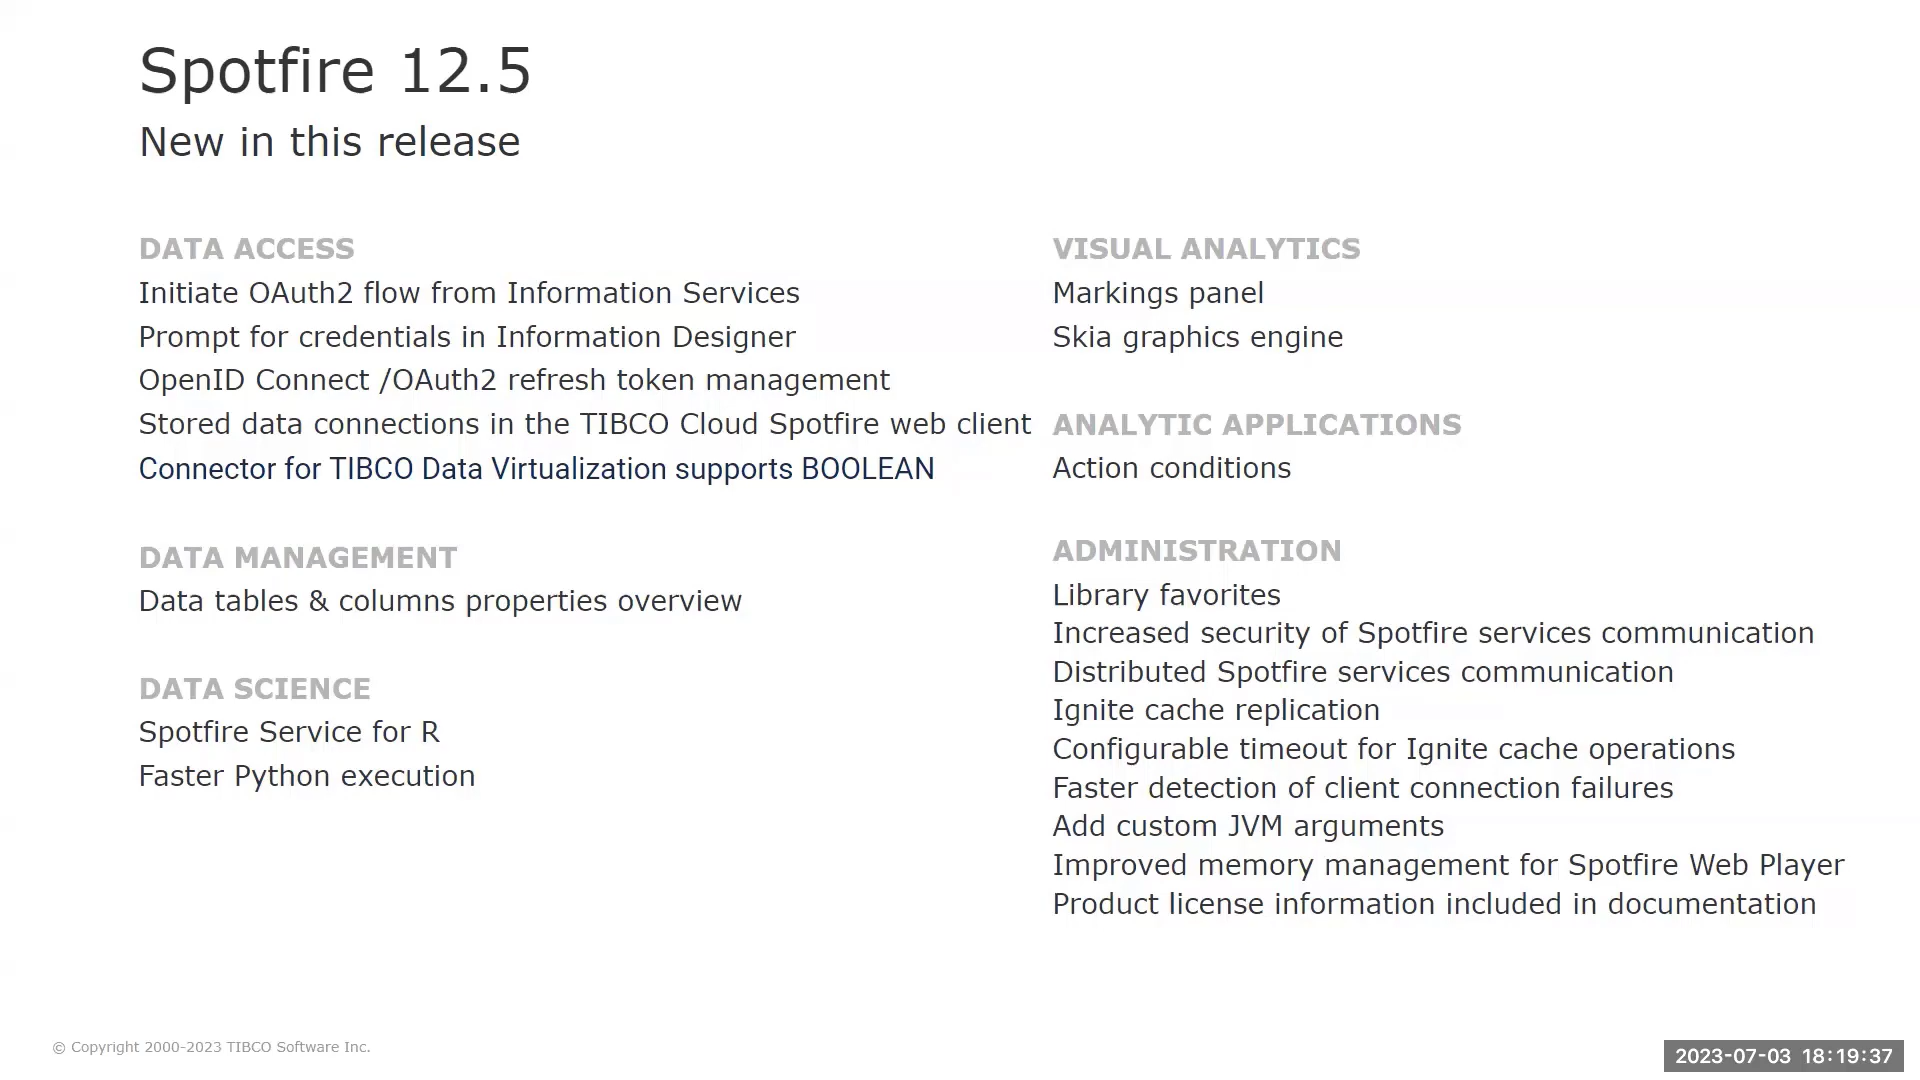 Spotfire 12.5
New in this release
DATA ACCESS
Initiate OAuth2 flow from Information Services
Prompt for credentials in Information Designer
OpenID Connect /OAuth2 refresh token management
Stored data connections in the TIBCO Cloud Spotfire web client
Connector for TIBCO Data Virtualization supports BOOLEAN
DATA MANAGEMENT
Data tables & columns properties overview
DATA SCIENCE
Spotfire Service for R
Faster Python execution
VISUAL ANALYTICS
Markings panel
Skia graphics engine
ANALYTIC APPLICATIONS
Action conditions
ADMINISTRATION
Library favorites
Increased security of Spotfire services communication
Distributed Spotfire services communication
Ignite cache replication
Configurable timeout for Ignite cache operations
Faster detection of client connection failures
Add custom JVM arguments
Improved memory management for Spotfire Web Player
Product license information included in documentation
© Copyright 2000-2023 TIBCO Software Inc.
2023-07-03 18:19:37